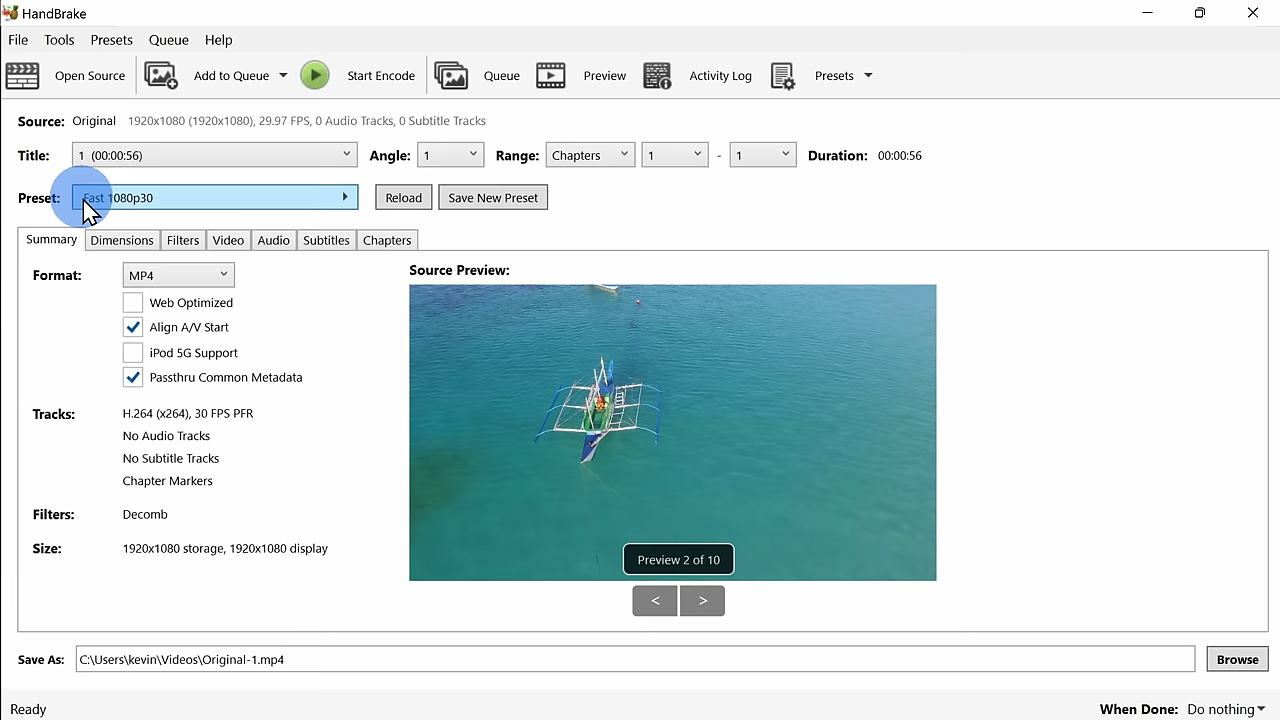 HandBrake
File Tools Presets Queue Help
Open Source Add to Queue Start Encode Queue Preview Activity Log Presets
Source: Original 1920x1080 (1920x1080), 29.97 FPS, 0 Audio Tracks, 0 Subtitle Tracks
Title: 1 (00:00:56) Angle: 1 Range: Chapters 1 - 1 Duration: 00:00:56
Preset: Fast 1080p30 Reload Save New Preset
Summary Dimensions Filters Video Audio Subtitles Chapters
Format: MP4
Web Optimized
Align A/V Start
iPod 5G Support
Passthru Common Metadata
Tracks: H.264 (x264), 30 FPS PFR
No Audio Tracks
No Subtitle Tracks
Chapter Markers
Filters: Decomb
Size: 1920x1080 storage, 1920x1080 display
Source Preview:
Preview 2 of 10
< >
Save As: C:\Users\kevin\Videos\Original-1.mp4 Browse
Ready When Done: Do nothing